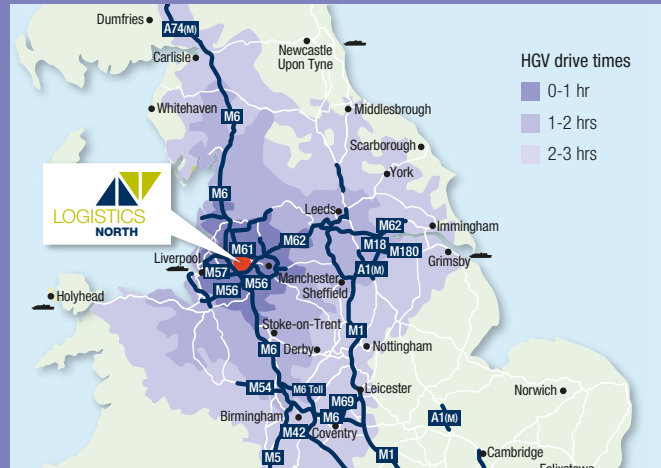 Dumfries
A74(M)
Carlisle
Newcastle
Upon Tyne
HGV drive times
0-1 hr
1-2 hrs
2-3 hrs
Whitehaven
M6
Middlesbrough
Scarborough
York
M6
LOGISTICS
NORTH
Leeds
M62
Immingham
M61
M62
M18
M180
Liverpool
Grimsby
M57
M56
Manchester
A1(M)
M56
Sheffield
Holyhead
Stoke-on-Trent
M1
M6
Derby
Nottingham
M54
M6 Toll
Leicester
Norwich
M69
Birmingham
M6
A1(M)
M42
Coventry
M5
M1
Cambridge
Felixstowe